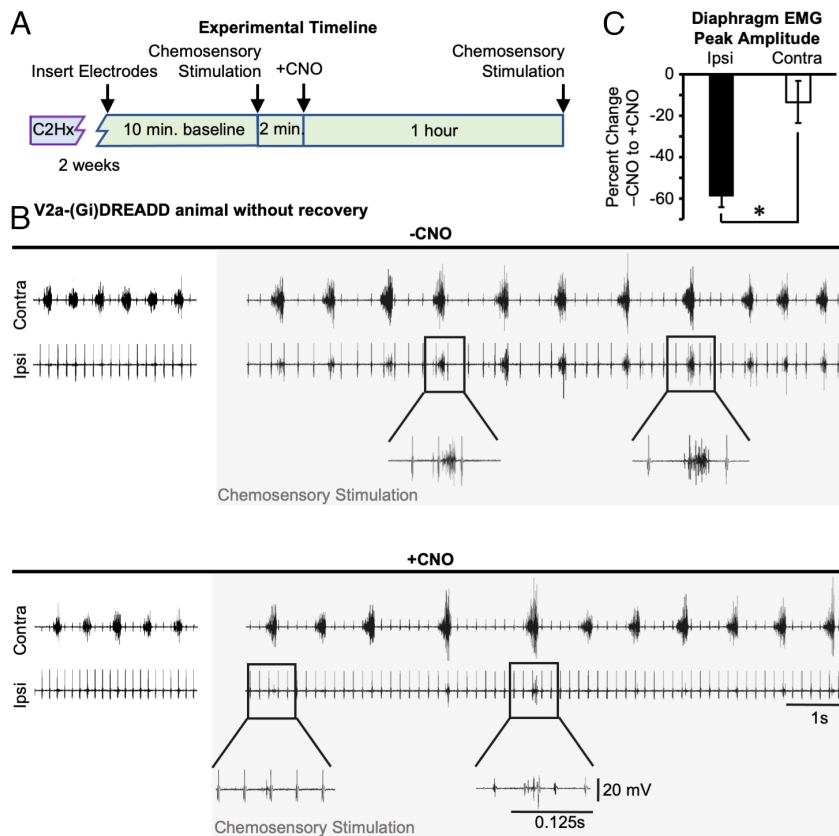 A
Experimental Timeline
Insert Electrodes
Chemosensory
Stimulation
+CNO
Chemosensory
Stimulation
C2Hx
10 min. baseline
2 min.
1 hour
2 weeks
C
Diaphragm EMG
Peak Amplitude
Ipsi
Contra
Percent Change
–CNO to +CNO
0
-20
-40
-60
*
B
V2a-(Gi)DREADD animal without recovery
-CNO
Contra
Ipsi
Chemosensory Stimulation
+CNO
Contra
Ipsi
1s
20 mV
0.125s
Chemosensory Stimulation